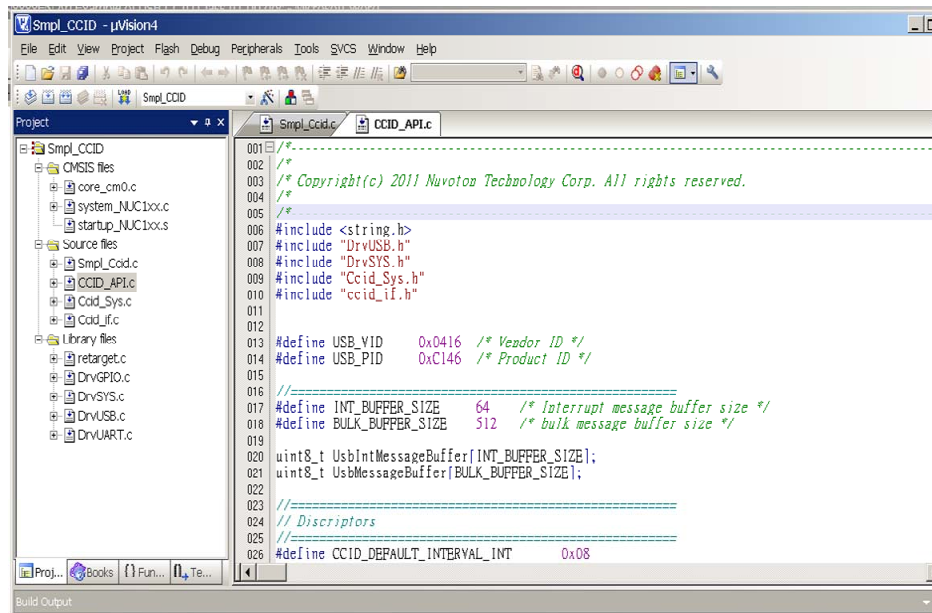 Smpl_CCID - µVision4
File Edit View Project Flash Debug Peripherals Tools SVCS Window Help
Smpl_CCID
Project
Smpl_CCID
CMSIS files
core_cm0.c
system_NUC1xx.c
startup_NUC1xx.s
Source files
Smpl_Ccid.c
CCID_API.c
Ccid_Sys.c
Ccid_if.c
Library files
retarget.c
DrvGPIO.c
DrvSYS.c
DrvUSB.c
DrvUART.c
Proj... Books {} Fun... Te...
Smpl_Ccid.c CCID_API.c
001 /*---------------------------------------------------------------
002 /*
003 /* Copyright(c) 2011 Nuvoton Technology Corp. All rights reserved.
004 /*
005 /*---------------------------------------------------------------
006 #include <string.h>
007 #include "DrvUSB.h"
008 #include "DrvSYS.h"
009 #include "Ccid_Sys.h"
010 #include "ccid_if.h"
011
012
013 #define USB_VID 0x0416 /* Vendor ID */
014 #define USB_PID 0xC146 /* Product ID */
015
016 //======================================================
017 #define INT_BUFFER_SIZE 64 /* Interrupt message buffer size */
018 #define BULK_BUFFER_SIZE 512 /* bulk message buffer size */
019
020 uint8_t UsbIntMessageBuffer[INT_BUFFER_SIZE];
021 uint8_t UsbMessageBuffer[BULK_BUFFER_SIZE];
022
023 //======================================================
024 // Discriptors
025 //======================================================
026 #define CCID_DEFAULT_INTERVAL_INT 0x08
Build Output